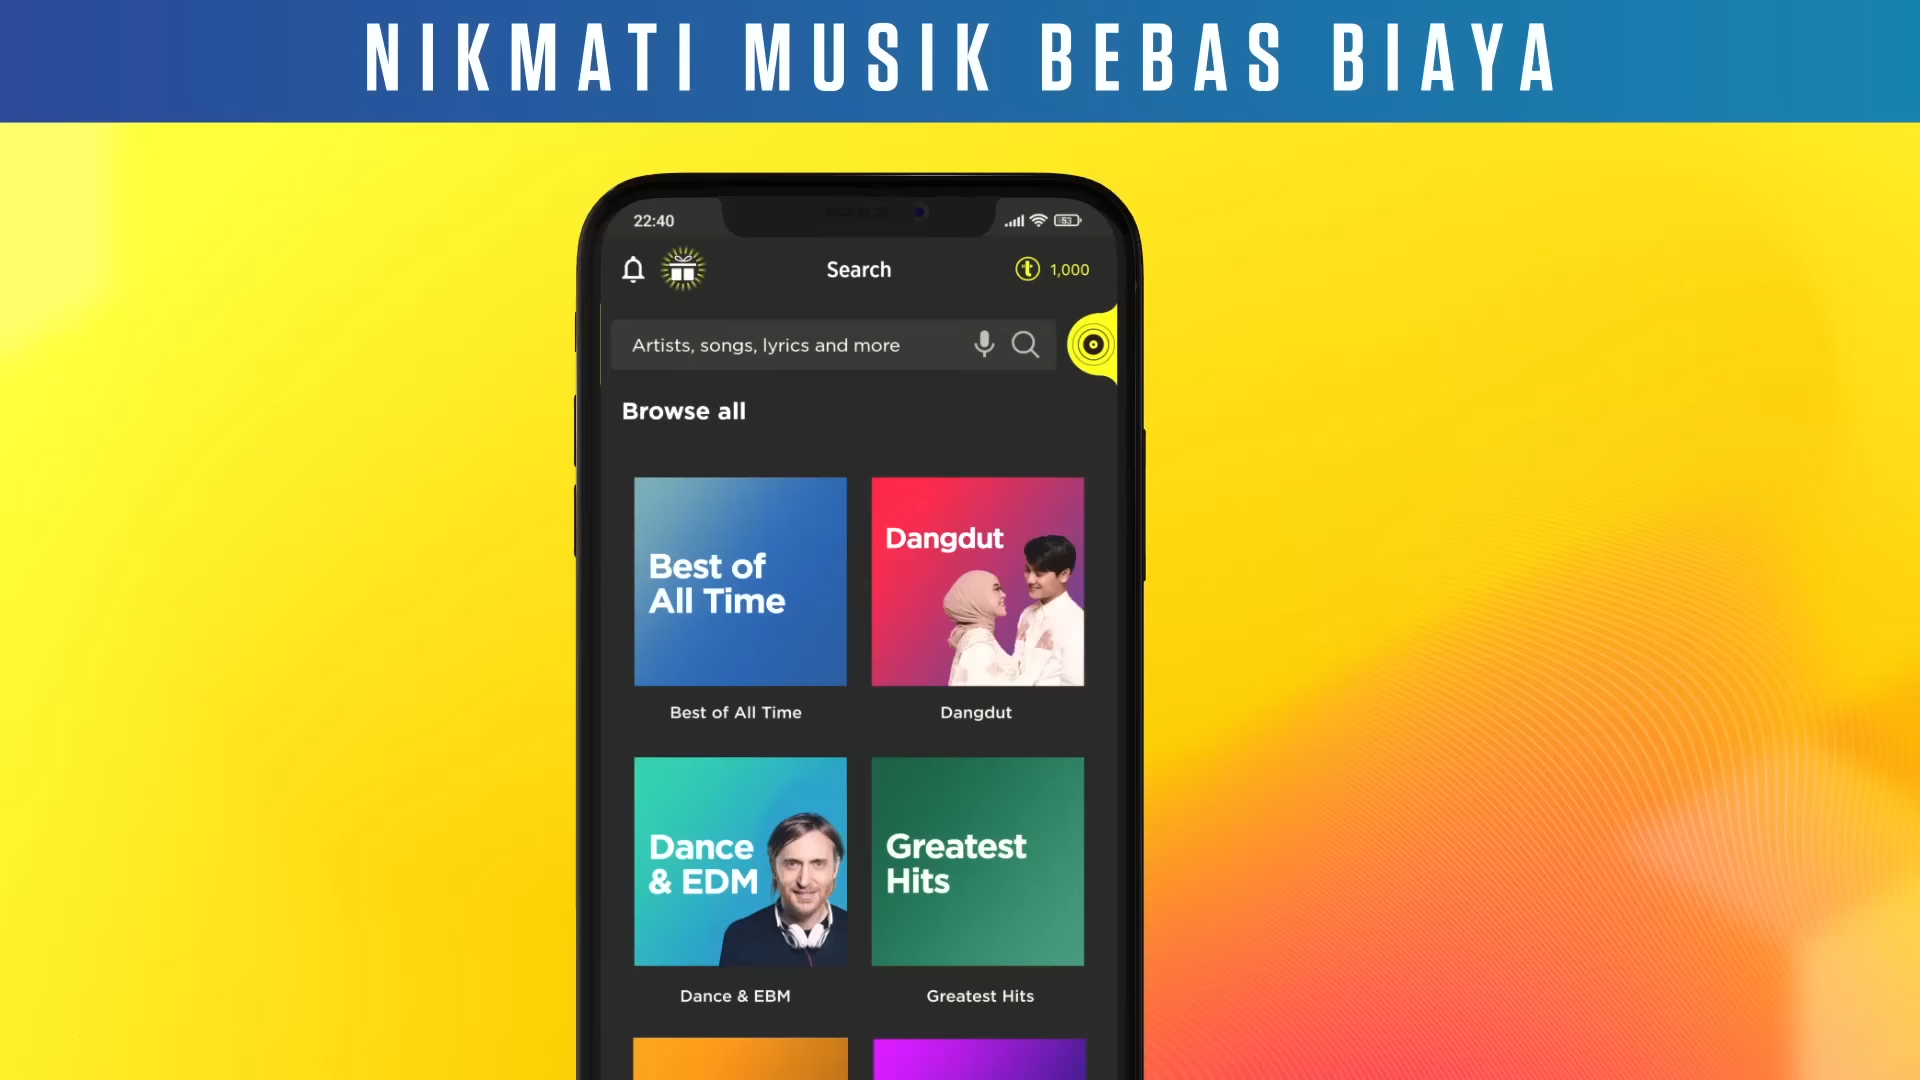 NIKMATI MUSIK BEBAS BIAYA
22:40
53
Search
1,000
Artists, songs, lyrics and more
Browse all
Best of
All Time
Dangdut
Best of All Time
Dangdut
Dance
& EDM
Greatest
Hits
Dance & EBM
Greatest Hits